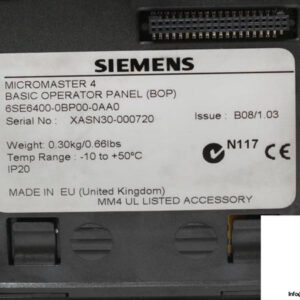 SIEMENS
MICROMASTER 4
BASIC OPERATOR PANEL (BOP)
6SE6400-0BP00-0AA0
Serial No : XASN30-000720 Issue : B08/1.03
Weight: 0.30kg/0.66lbs
Temp Range : -10 to +50°C
IP20
N117
MADE IN EU (United Kingdom)
MM4 UL LISTED ACCESSORY